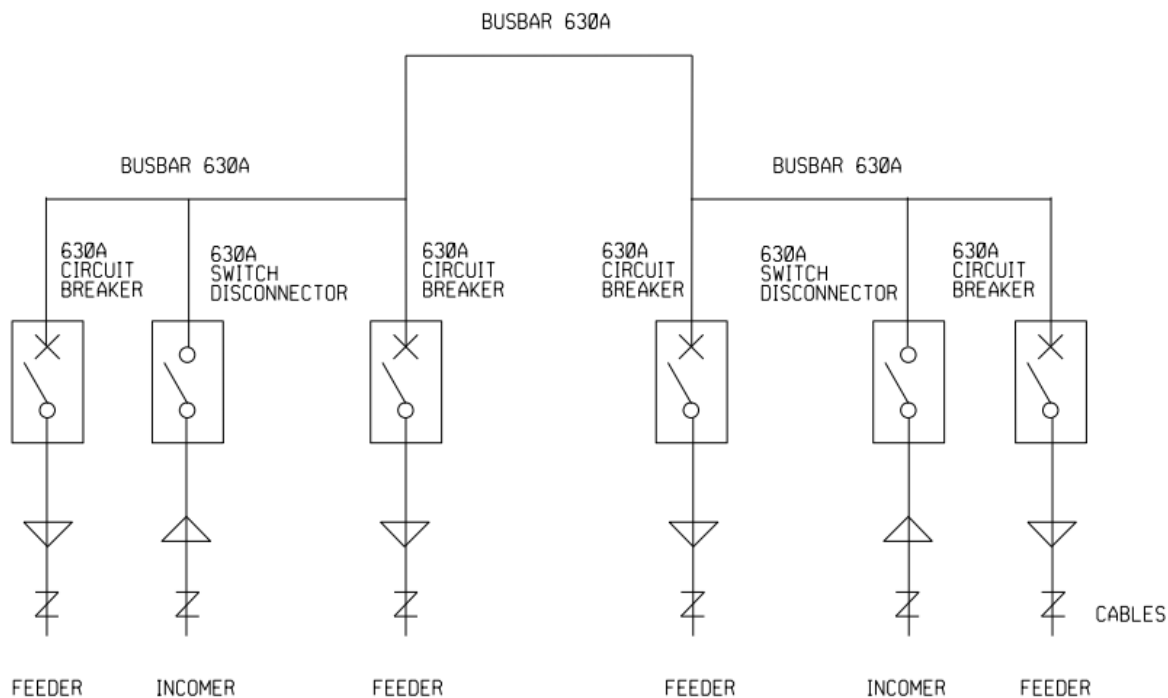 BUSBAR 630A
BUSBAR 630A
BUSBAR 630A
630A
CIRCUIT
BREAKER
630A
SWITCH
DISCONNECTOR
630A
CIRCUIT
BREAKER
630A
CIRCUIT
BREAKER
630A
SWITCH
DISCONNECTOR
630A
CIRCUIT
BREAKER
CABLES
FEEDER
INCOMER
FEEDER
FEEDER
INCOMER
FEEDER